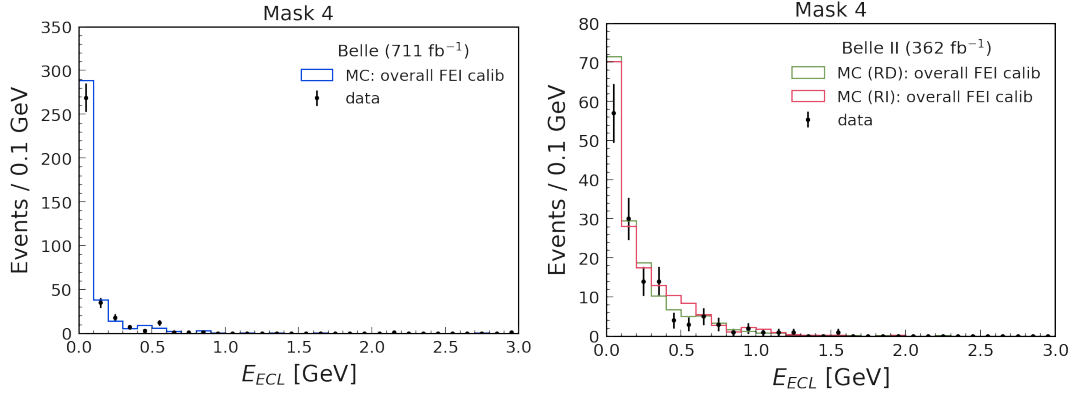 Mask 4
Belle (711 fb⁻¹)
MC: overall FEI calib
data
Events / 0.1 GeV
350
300
250
200
150
100
50
0
0.0 0.5 1.0 1.5 2.0 2.5 3.0
E_ECL [GeV]
Mask 4
Belle II (362 fb⁻¹)
MC (RD): overall FEI calib
MC (RI): overall FEI calib
data
Events / 0.1 GeV
80
70
60
50
40
30
20
10
0
0.0 0.5 1.0 1.5 2.0 2.5 3.0
E_ECL [GeV]